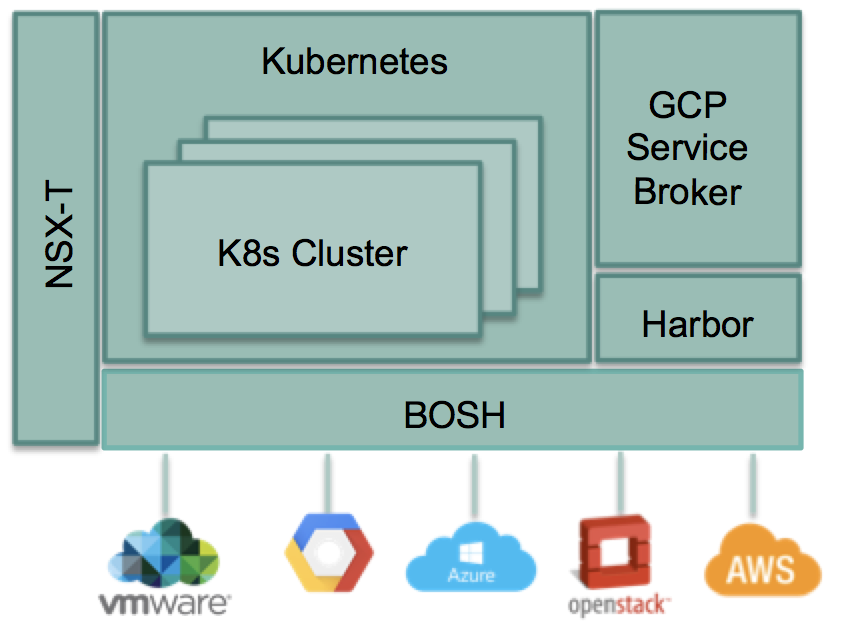 NSX-T
Kubernetes
K8s Cluster
GCP
Service
Broker
Harbor
BOSH
vmware
Azure
openstack
AWS